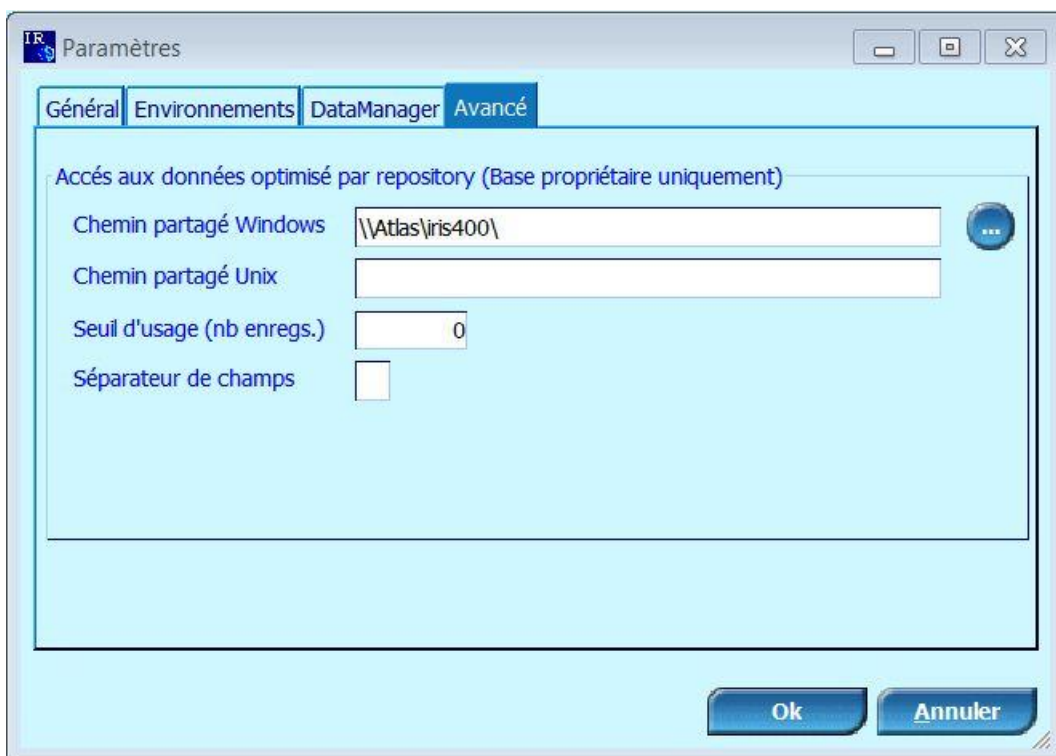 IR
Paramètres
Général Environnements DataManager Avancé
Accés aux données optimisé par repository (Base propriétaire uniquement)
Chemin partagé Windows \\Atlas\iris400\ ...
Chemin partagé Unix
Seuil d'usage (nb enregs.) 0
Séparateur de champs
Ok Annuler